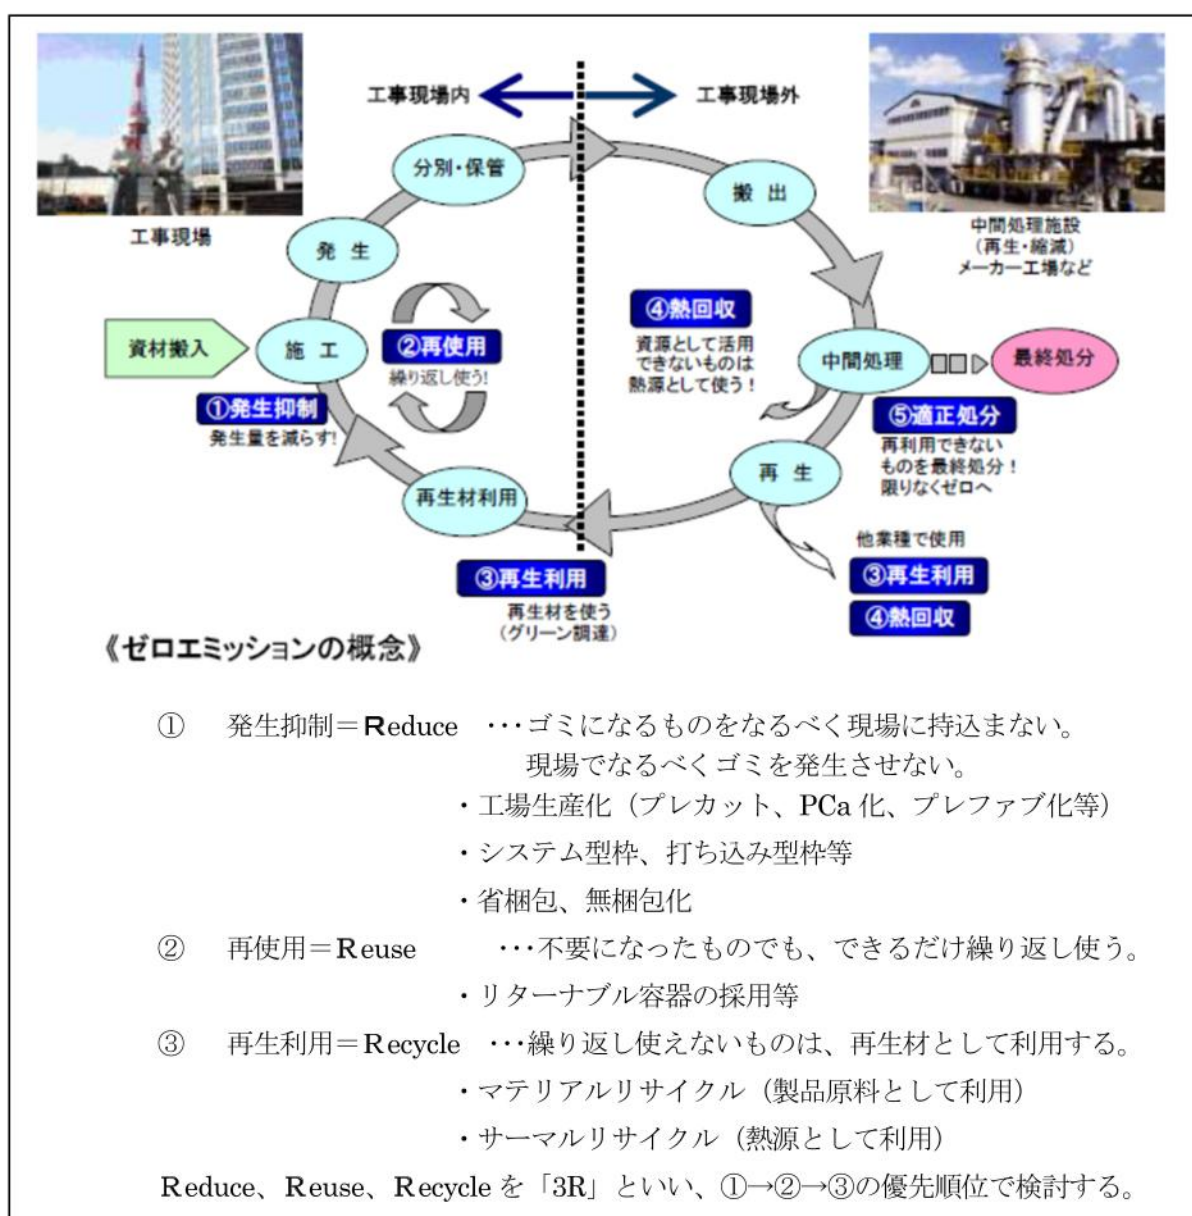 工事現場内
工事現場外
分別・保管
搬 出
工事現場
中間処理施設
（再生・縮減）
メーカー工場など
発 生
④熱回収
資源として活用
できないものは
熱源として使う！
資材搬入
施 工
②再使用
繰り返し使う!
中間処理
最終処分
①発生抑制
発生量を減らす!
⑤適正処分
再利用できない
ものを最終処分！
限りなくゼロへ
再 生
再生材利用
他業種で使用
③再生利用
④熱回収
③再生利用
再生材を使う
（グリーン調達）
《ゼロエミッションの概念》
① 発生抑制＝Reduce ･･･ゴミになるものをなるべく現場に持込まない。
現場でなるべくゴミを発生させない。
・工場生産化（プレカット、PCa 化、プレファブ化等）
・システム型枠、打ち込み型枠等
・省梱包、無梱包化
② 再使用＝Reuse ･･･不要になったものでも、できるだけ繰り返し使う。
・リターナブル容器の採用等
③ 再生利用＝Recycle ･･･繰り返し使えないものは、再生材として利用する。
・マテリアルリサイクル（製品原料として利用）
・サーマルリサイクル（熱源として利用）
Reduce、Reuse、Recycle を「3R」といい、①→②→③の優先順位で検討する。